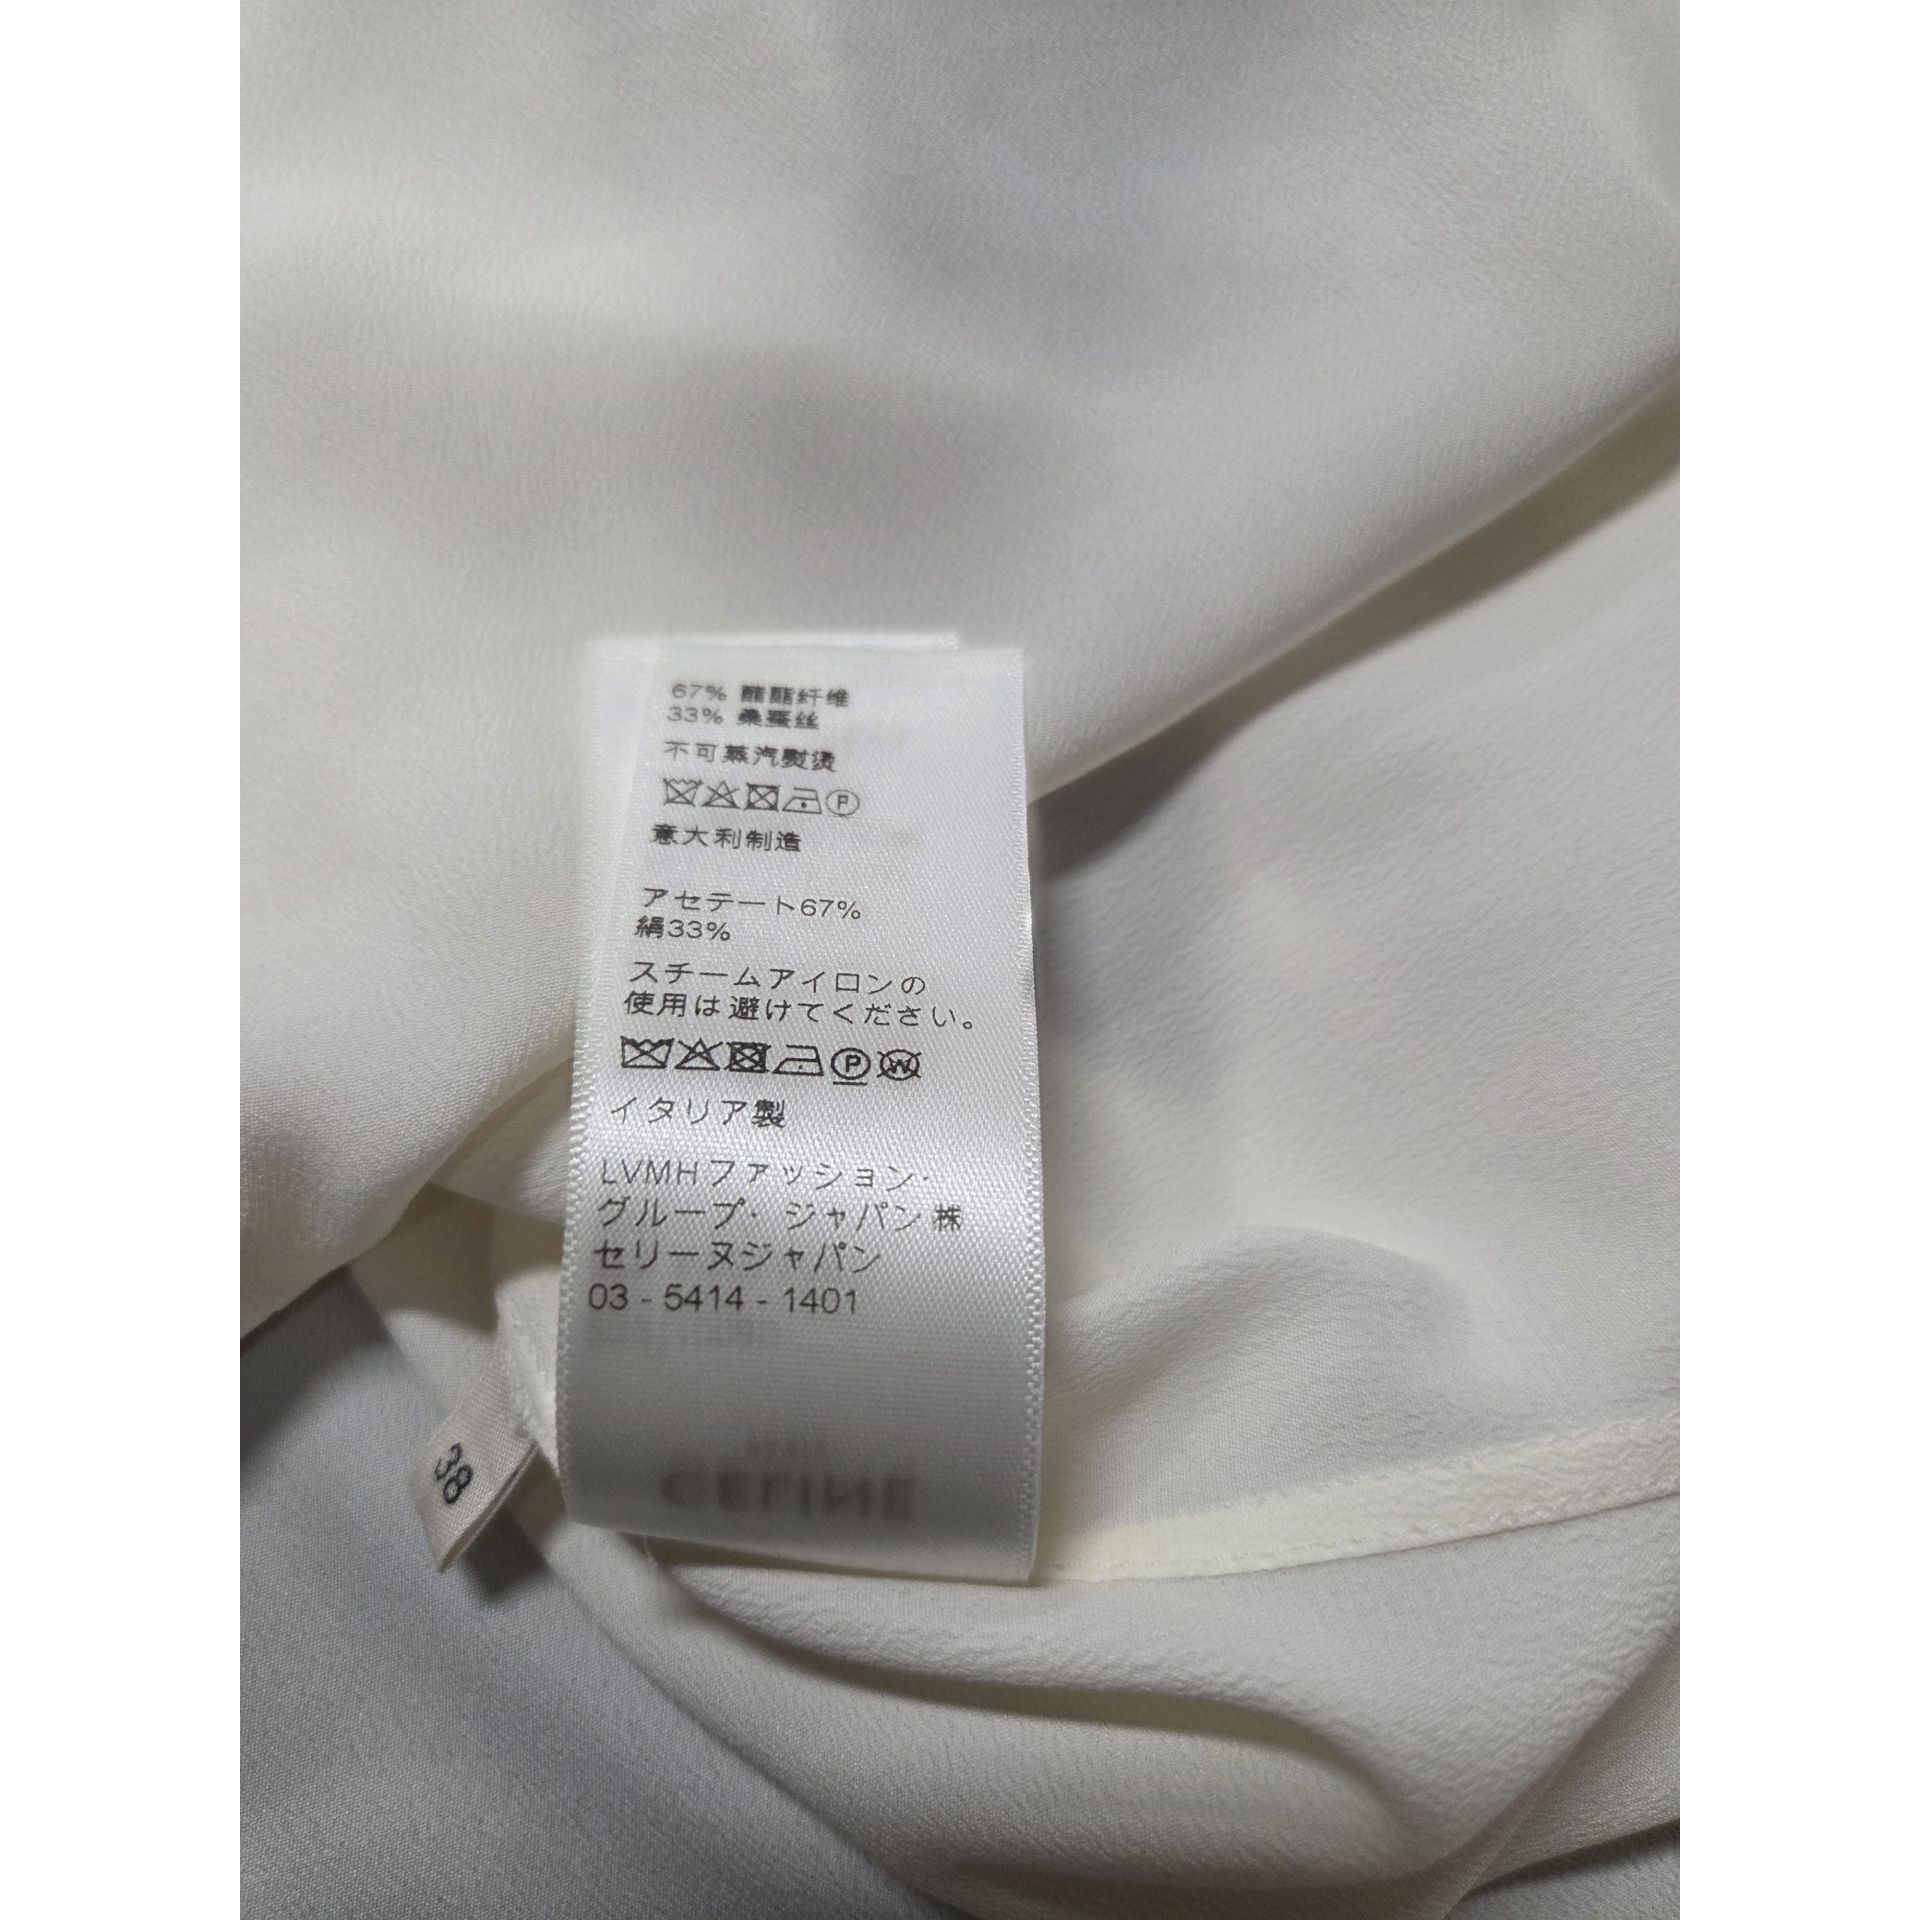 67% 醋酯纤维
33% 桑蚕丝
不可蒸汽熨烫
P
意大利制造
アセテート67%
絹33%
スチームアイロンの
使用は避けてください。
P W
イタリア製
LVMHファッション・
グループ・ジャパン㈱
セリーヌジャパン
03 - 5414 - 1401
38
CELINE